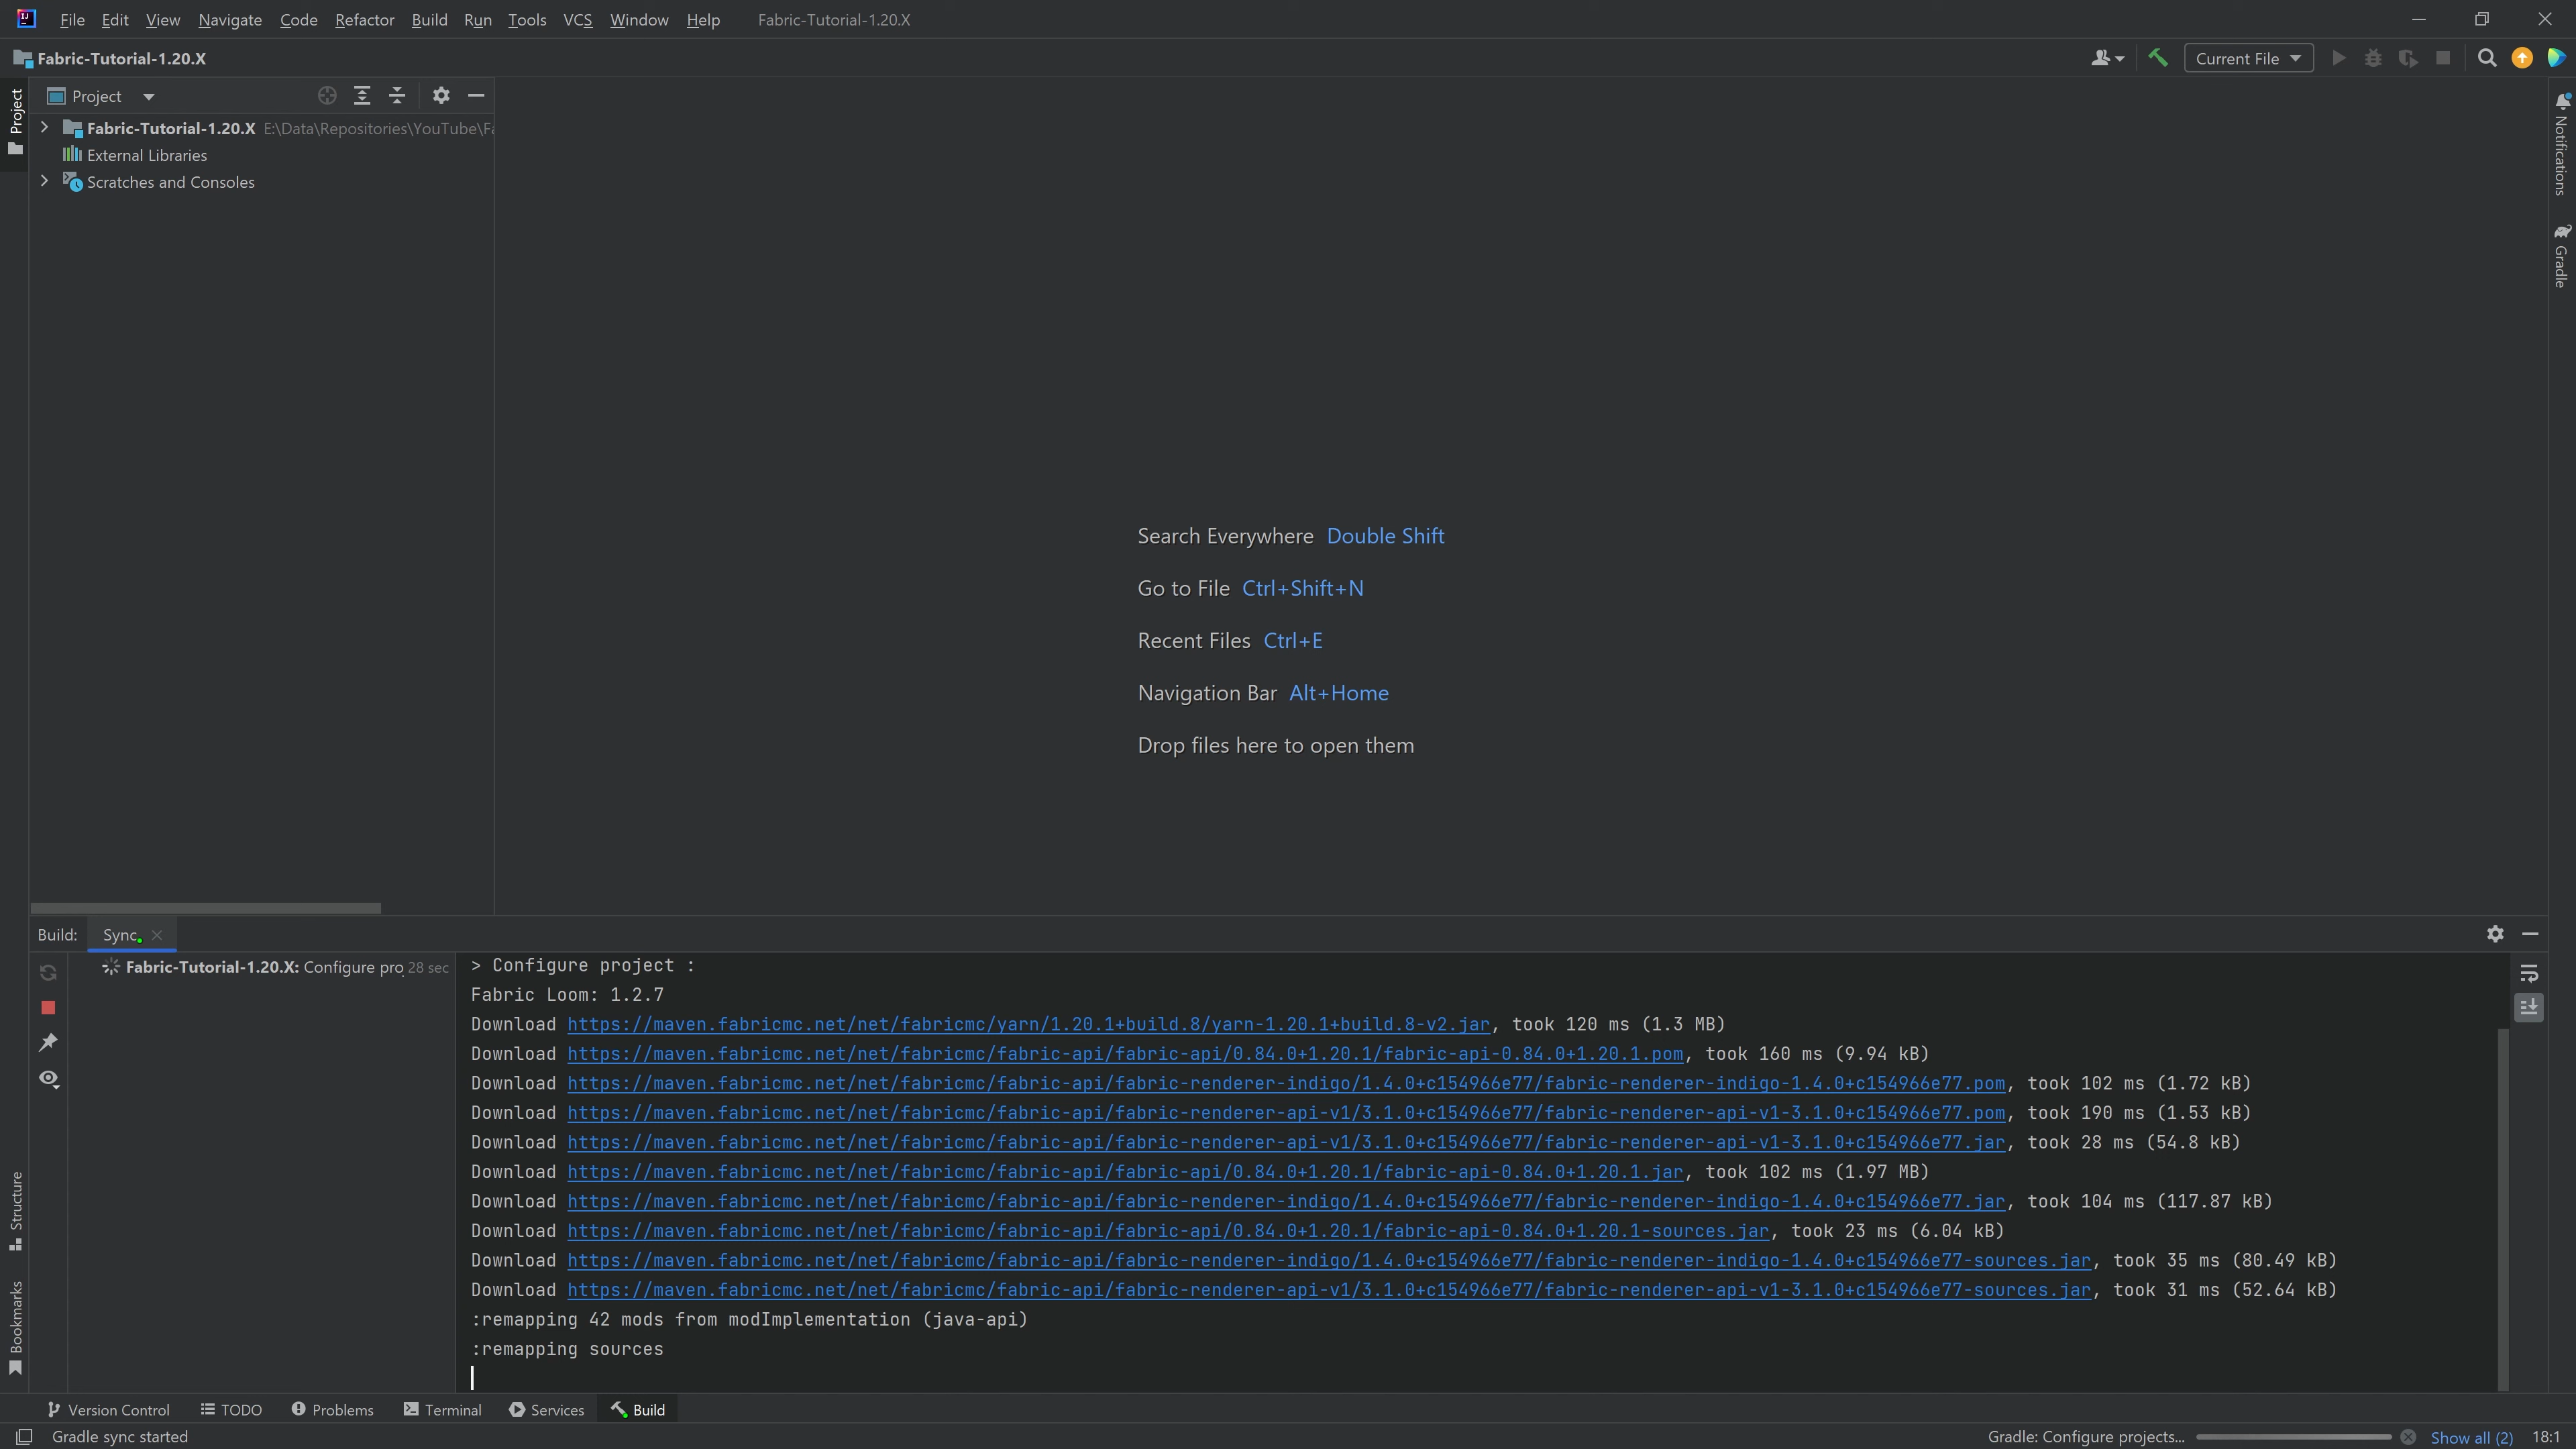 File Edit View Navigate Code Refactor Build Run Tools VCS Window Help Fabric-Tutorial-1.20.X
Fabric-Tutorial-1.20.X
Current File
Project
Project
Fabric-Tutorial-1.20.X E:\Data\Repositories\YouTube\Fa
External Libraries
Scratches and Consoles
Notifications
Gradle
Search Everywhere Double Shift
Go to File Ctrl+Shift+N
Recent Files Ctrl+E
Navigation Bar Alt+Home
Drop files here to open them
Build: Sync
Fabric-Tutorial-1.20.X: Configure pro 28 sec
> Configure project :
Fabric Loom: 1.2.7
Download https://maven.fabricmc.net/net/fabricmc/yarn/1.20.1+build.8/yarn-1.20.1+build.8-v2.jar, took 120 ms (1.3 MB)
Download https://maven.fabricmc.net/net/fabricmc/fabric-api/fabric-api/0.84.0+1.20.1/fabric-api-0.84.0+1.20.1.pom, took 160 ms (9.94 kB)
Download https://maven.fabricmc.net/net/fabricmc/fabric-api/fabric-renderer-indigo/1.4.0+c154966e77/fabric-renderer-indigo-1.4.0+c154966e77.pom, took 102 ms (1.72 kB)
Download https://maven.fabricmc.net/net/fabricmc/fabric-api/fabric-renderer-api-v1/3.1.0+c154966e77/fabric-renderer-api-v1-3.1.0+c154966e77.pom, took 190 ms (1.53 kB)
Download https://maven.fabricmc.net/net/fabricmc/fabric-api/fabric-renderer-api-v1/3.1.0+c154966e77/fabric-renderer-api-v1-3.1.0+c154966e77.jar, took 28 ms (54.8 kB)
Download https://maven.fabricmc.net/net/fabricmc/fabric-api/fabric-api/0.84.0+1.20.1/fabric-api-0.84.0+1.20.1.jar, took 102 ms (1.97 MB)
Download https://maven.fabricmc.net/net/fabricmc/fabric-api/fabric-renderer-indigo/1.4.0+c154966e77/fabric-renderer-indigo-1.4.0+c154966e77.jar, took 104 ms (117.87 kB)
Download https://maven.fabricmc.net/net/fabricmc/fabric-api/fabric-api/0.84.0+1.20.1/fabric-api-0.84.0+1.20.1-sources.jar, took 23 ms (6.04 kB)
Download https://maven.fabricmc.net/net/fabricmc/fabric-api/fabric-renderer-indigo/1.4.0+c154966e77/fabric-renderer-indigo-1.4.0+c154966e77-sources.jar, took 35 ms (80.49 kB)
Download https://maven.fabricmc.net/net/fabricmc/fabric-api/fabric-renderer-api-v1/3.1.0+c154966e77/fabric-renderer-api-v1-3.1.0+c154966e77-sources.jar, took 31 ms (52.64 kB)
:remapping 42 mods from modImplementation (java-api)
:remapping sources
Structure
Bookmarks
Version Control TODO Problems Terminal Services Build
Gradle sync started Gradle: Configure projects... Show all (2) 18:1